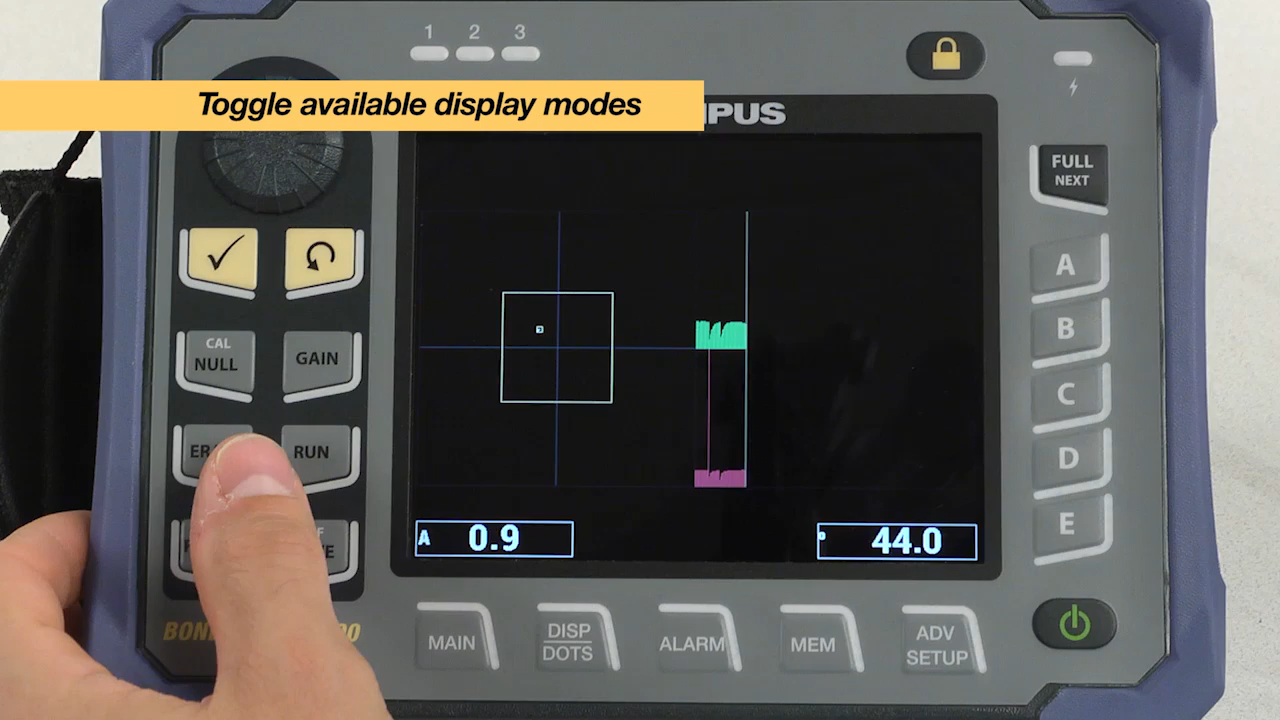 1 2 3
Toggle available display modes
PUS
FULL
NEXT
A
CAL
NULL
GAIN
B
C
RUN
D
A 0.9
44.0
E
MAIN
DISP
DOTS
ALARM
MEM
ADV
SETUP